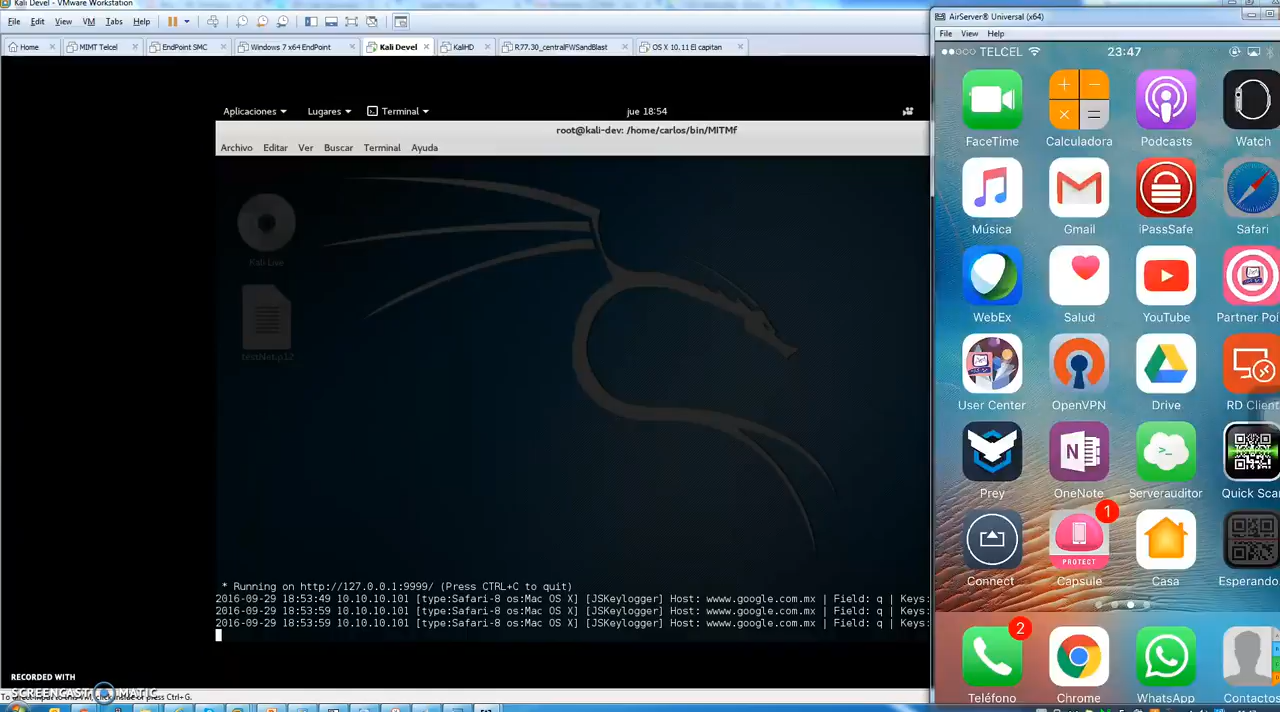 Kali Devel - VMware Workstation
File Edit View VM Tabs Help
Home MIMT Telcel EndPoint SMC Windows 7 x64 EndPoint Kali Devel KaliHD R77.30_centralFWSandBlast OS X 10.11 El capitan
Aplicaciones Lugares Terminal jue 18:54
root@kali-dev: /home/carlos/bin/MITMf
Archivo Editar Ver Buscar Terminal Ayuda
Kali Live
testNet.p12
* Running on http://127.0.0.1:9999/ (Press CTRL+C to quit)
2016-09-29 18:53:59 10.10.10.101 [type:Safari-8 os:Mac OS X] [JSKeylogger] Host: wwww.google.com.mx | Field: q | Keys:
2016-09-29 18:53:59 10.10.10.101 [type:Safari-8 os:Mac OS X] [JSKeylogger] Host: wwww.google.com.mx | Field: q | Keys:
2016-09-29 18:53:59 10.10.10.101 [type:Safari-8 os:Mac OS X] [JSKeylogger] Host: wwww.google.com.mx | Field: q | Keys:
RECORDED WITH
SCREENCAST MATIC
AirServer® Universal (x64)
File View Help
TELCEL 23:47
FaceTime Calculadora Podcasts Watch
Música Gmail iPassSafe Safari
WebEx Salud YouTube Partner Poi
User Center OpenVPN Drive RD Client
Prey OneNote Serverauditor Quick Scan
1
PROTECT
Connect Capsule Casa Esperando
2
Teléfono Chrome WhatsApp Contactos